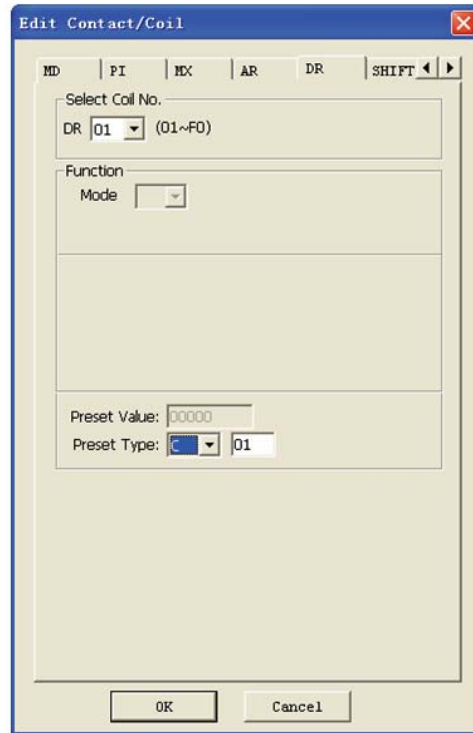 Edit Contact/Coil
MD PI MX AR DR SHIFT
Select Coil No.
DR 01 (01~F0)
Function
Mode
Preset Value: 00000
Preset Type: C 01
OK Cancel